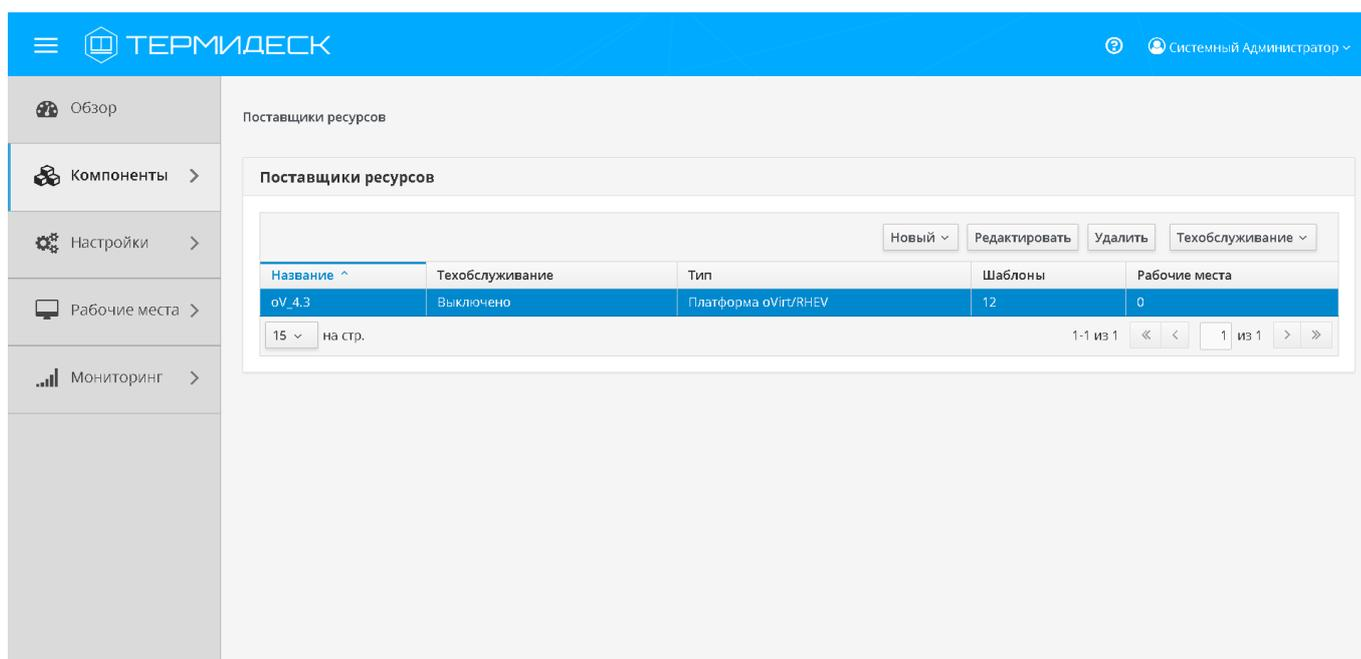 ТЕРМИДЕСК
Системный Администратор
Обзор
Компоненты
Настройки
Рабочие места
Мониторинг
Поставщики ресурсов
Поставщики ресурсов
Новый Редактировать Удалить Техобслуживание
Название Техобслуживание Тип Шаблоны Рабочие места
oV_4.3 Выключено Платформа oVirt/RHEV 12 0
15 на стр. 1-1 из 1 « < 1 из 1 > »